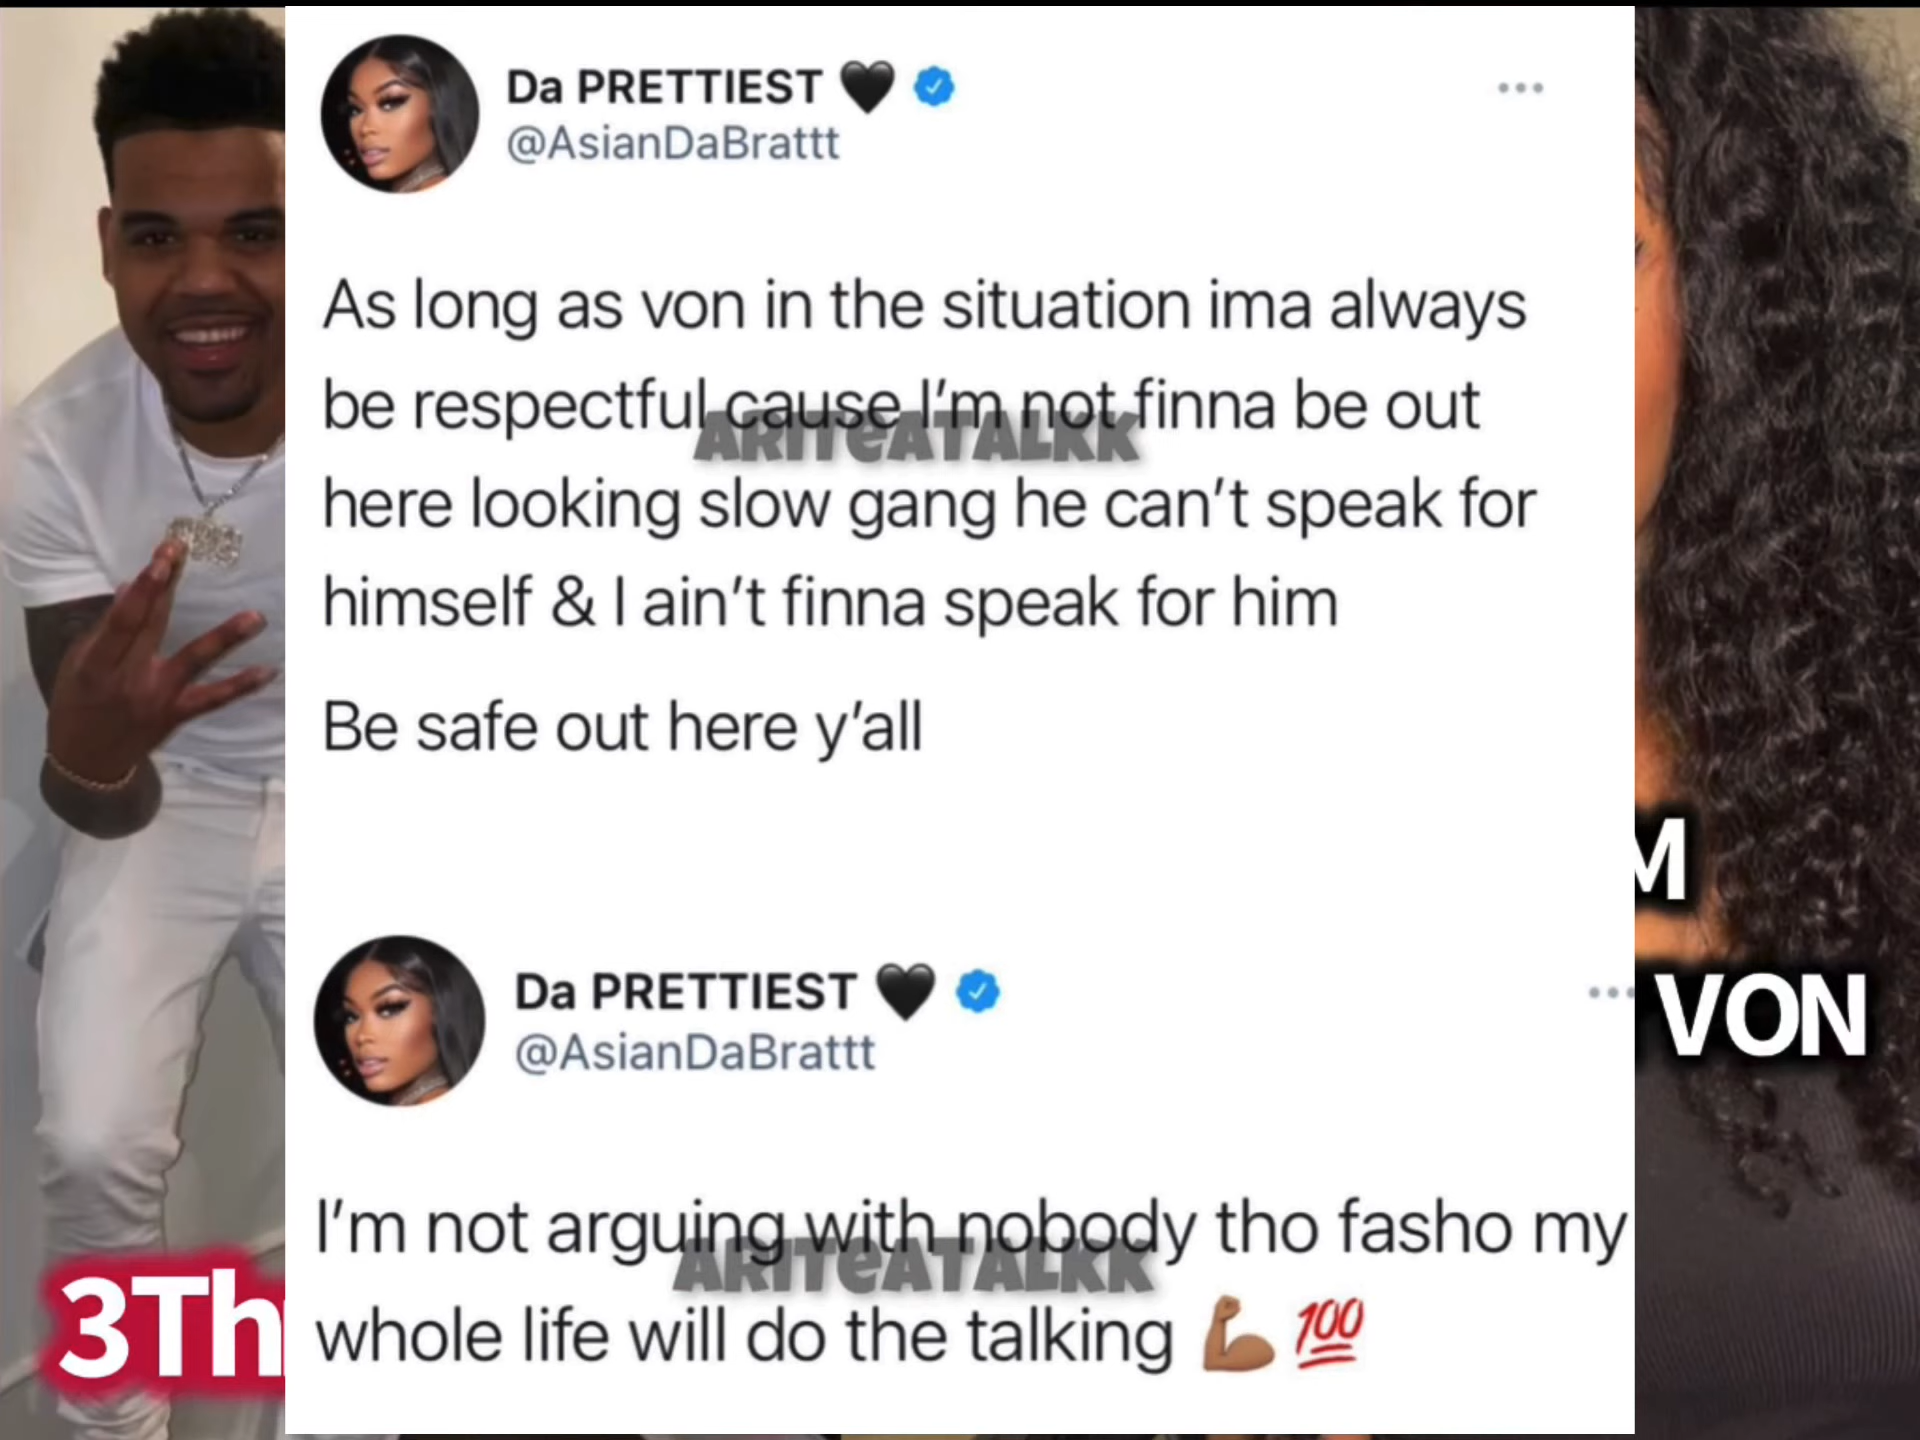 Da PRETTIEST 🖤
@AsianDaBrattt
As long as von in the situation ima always
be respectful cause I'm not finna be out
ARITEATALKK
here looking slow gang he can't speak for
himself & I ain't finna speak for him
Be safe out here y'all
M
Da PRETTIEST 🖤
VON
@AsianDaBrattt
I'm not arguing with nobody tho fasho my
ARITEATALKK
3Th
whole life will do the talking 💪🏽 💯